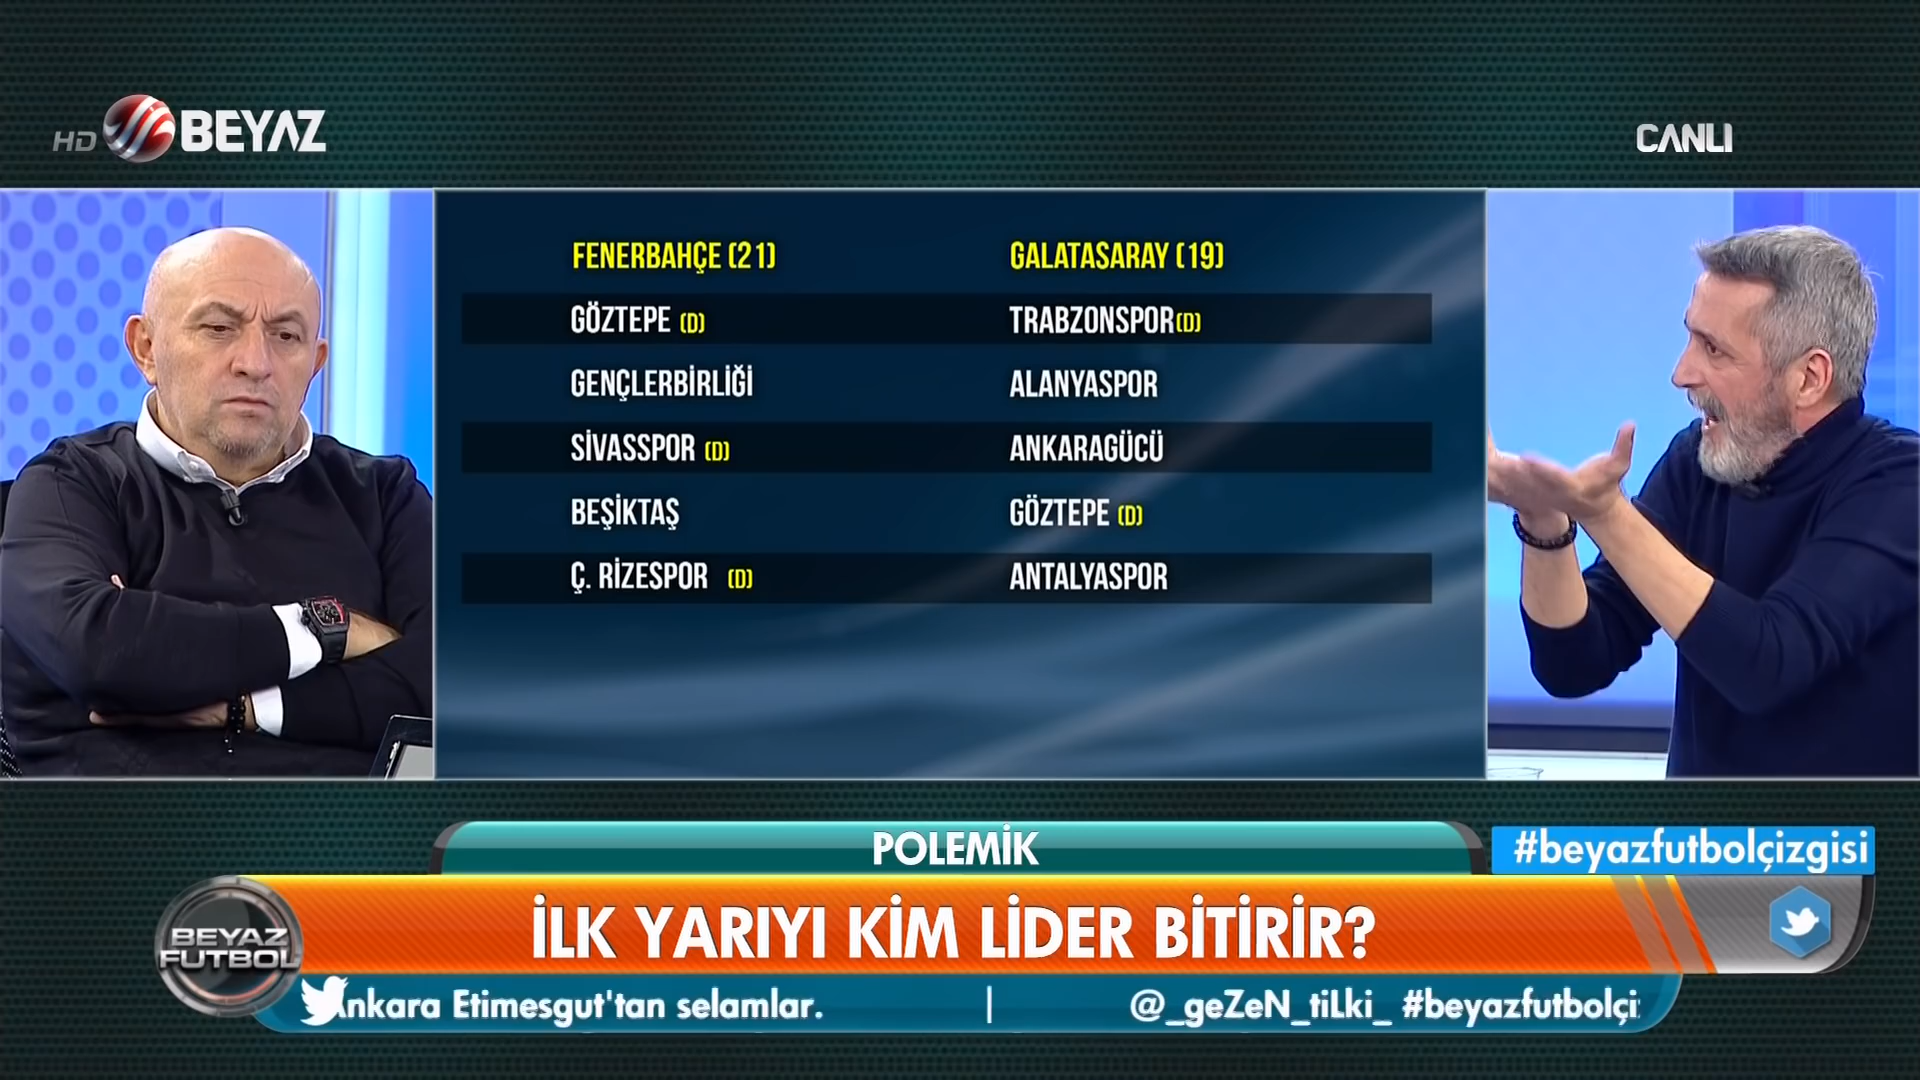 HD BEYAZ
CANLI
FENERBAHÇE (21) GALATASARAY (19)
GÖZTEPE (D) TRABZONSPOR(D)
GENÇLERBİRLİĞİ ALANYASPOR
SİVASSPOR (D) ANKARAGÜCÜ
BEŞİKTAŞ GÖZTEPE (D)
Ç. RİZESPOR (D) ANTALYASPOR
POLEMİK
#beyazfutbolçizgisi
İLK YARIYI KİM LİDER BİTİRİR?
BEYAZ
FUTBOL
nkara Etimesgut'tan selamlar. | @_geZeN_tiLki_ #beyazfutbolçi